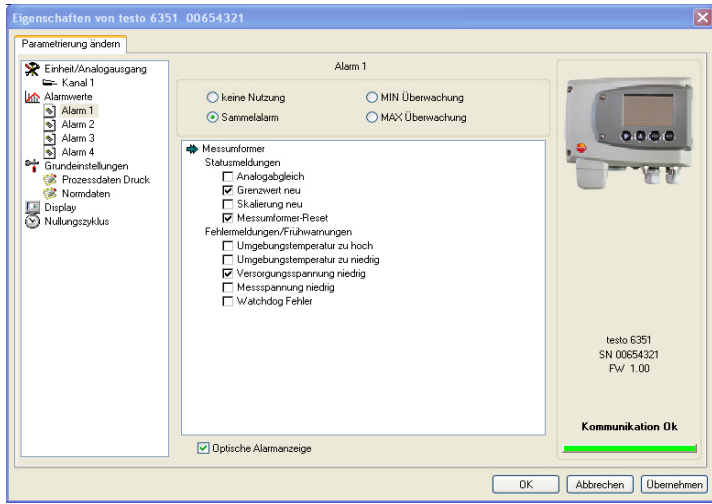 Eigenschaften von testo 6351 00654321
Parametrierung ändern
Einheit/Analogausgang
Kanal 1
Alarmwerte
Alarm 1
Alarm 2
Alarm 3
Alarm 4
Grundeinstellungen
Prozessdaten Druck
Normdaten
Display
Nullungszyklus
Alarm 1
keine Nutzung
MIN Überwachung
Sammelalarm
MAX Überwachung
Messumformer
Statusmeldungen
Analogabgleich
Grenzwert neu
Skalierung neu
Messumformer-Reset
Fehlermeldungen/Frühwarnungen
Umgebungstemperatur zu hoch
Umgebungstemperatur zu niedrig
Versorgungsspannung niedrig
Messspannung niedrig
Watchdog Fehler
Optische Alarmanzeige
testo 6351
SN 00654321
FW 1.00
Kommunikation Ok
OK
Abbrechen
Übernehmen